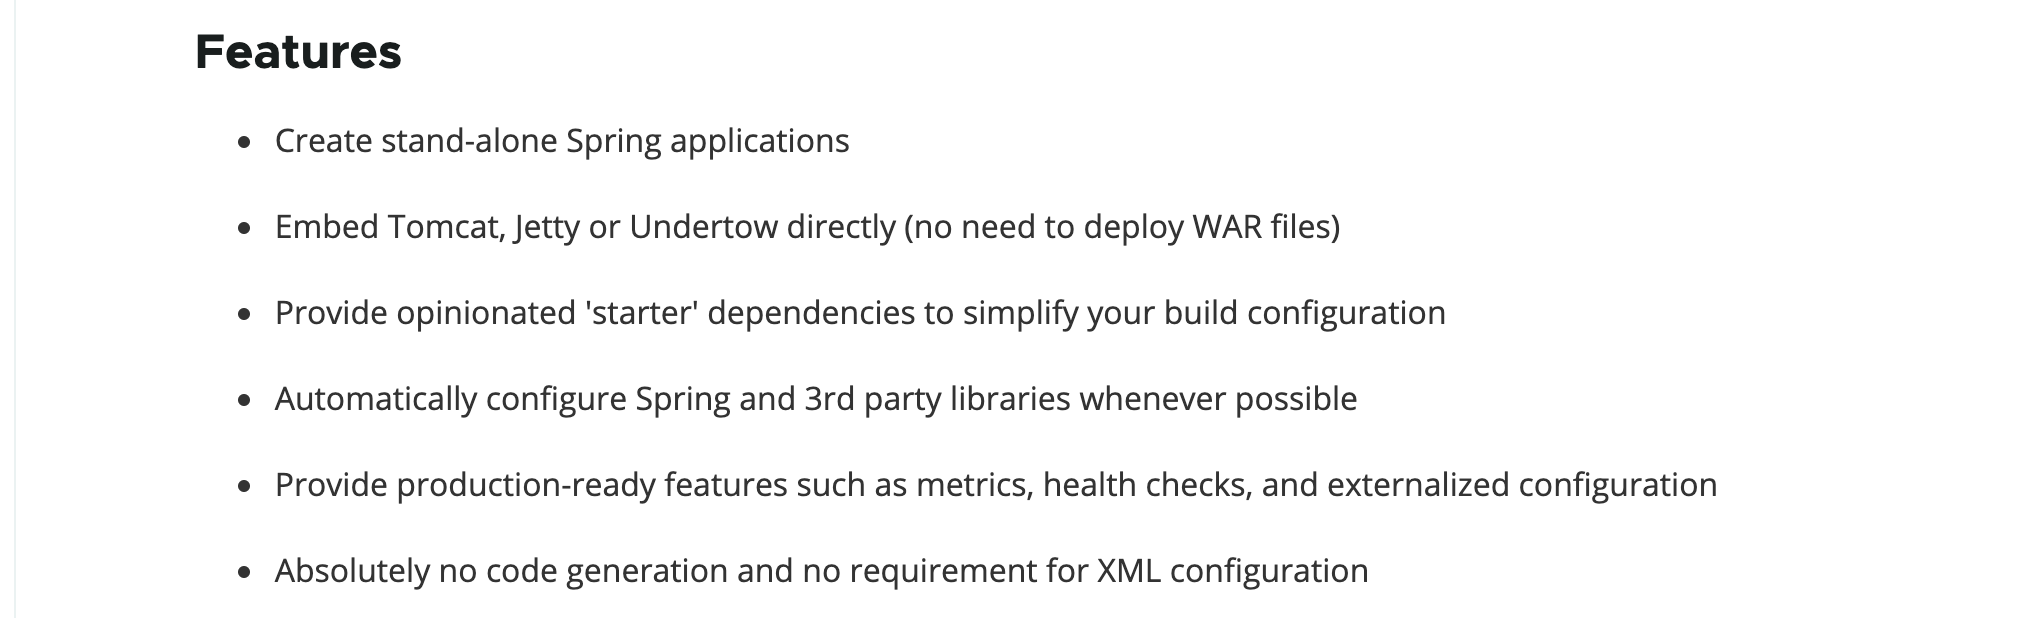 Features
• Create stand-alone Spring applications
• Embed Tomcat, Jetty or Undertow directly (no need to deploy WAR files)
• Provide opinionated 'starter' dependencies to simplify your build configuration
• Automatically configure Spring and 3rd party libraries whenever possible
• Provide production-ready features such as metrics, health checks, and externalized configuration
• Absolutely no code generation and no requirement for XML configuration